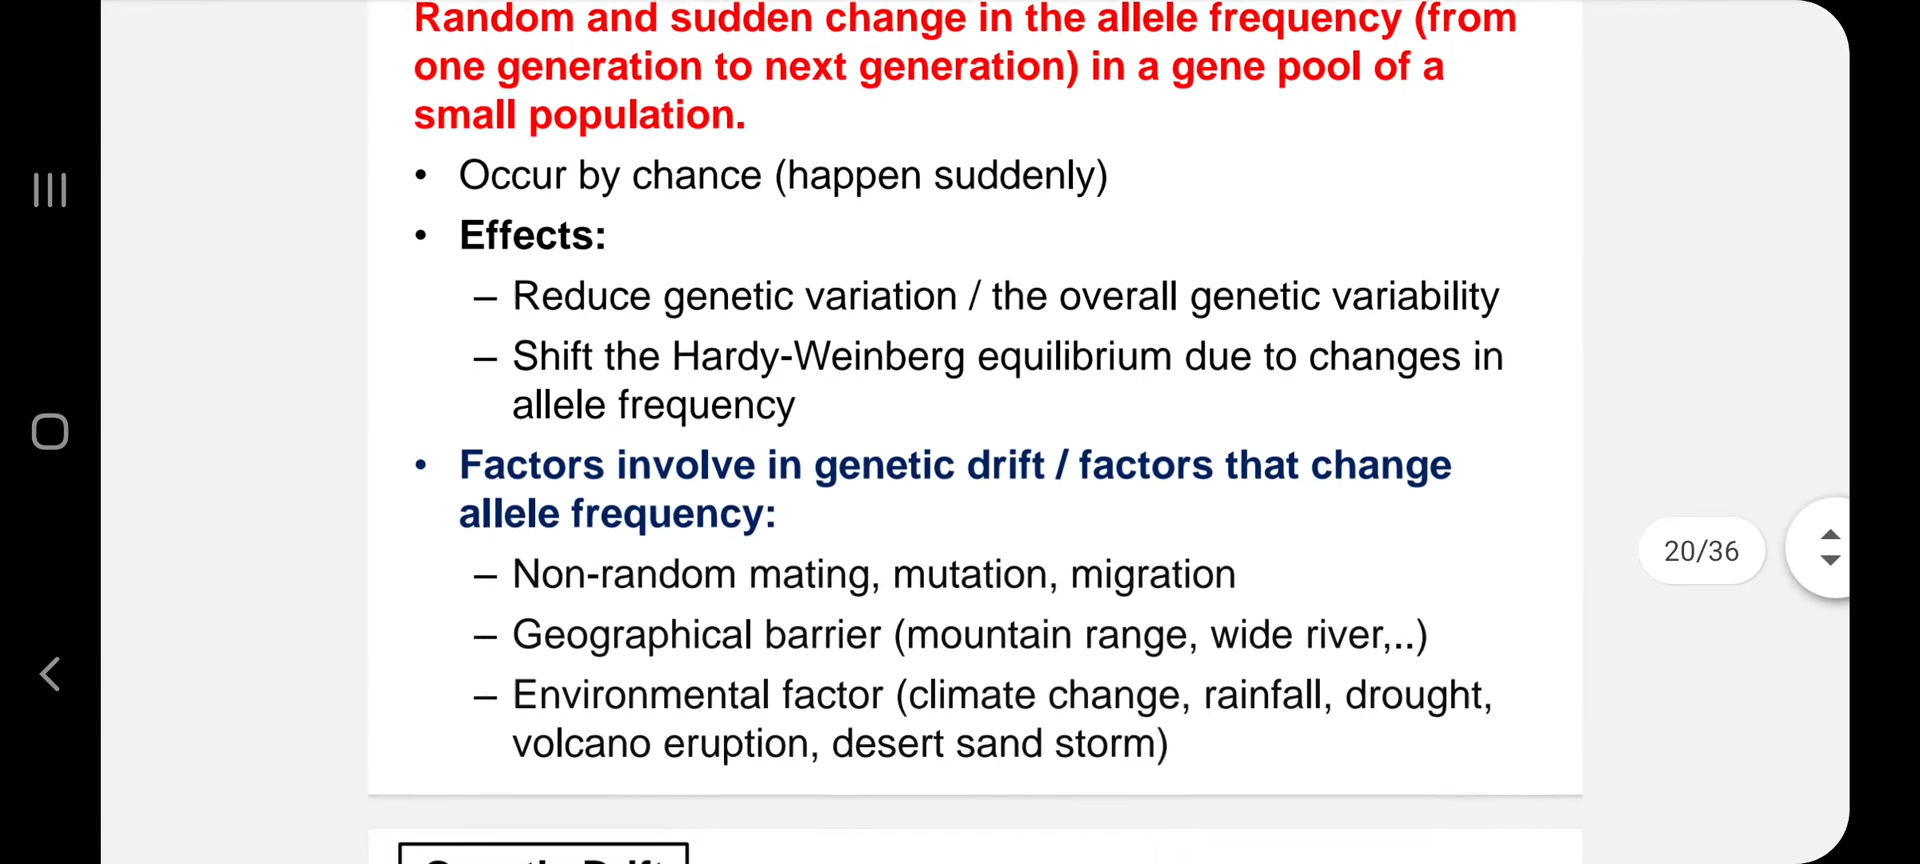 Random and sudden change in the allele frequency (from
one generation to next generation) in a gene pool of a
small population.
• Occur by chance (happen suddenly)
• Effects:
– Reduce genetic variation / the overall genetic variability
– Shift the Hardy-Weinberg equilibrium due to changes in
allele frequency
• Factors involve in genetic drift / factors that change
allele frequency:
– Non-random mating, mutation, migration
– Geographical barrier (mountain range, wide river,..)
– Environmental factor (climate change, rainfall, drought,
volcano eruption, desert sand storm)
20/36
Genetic Drift